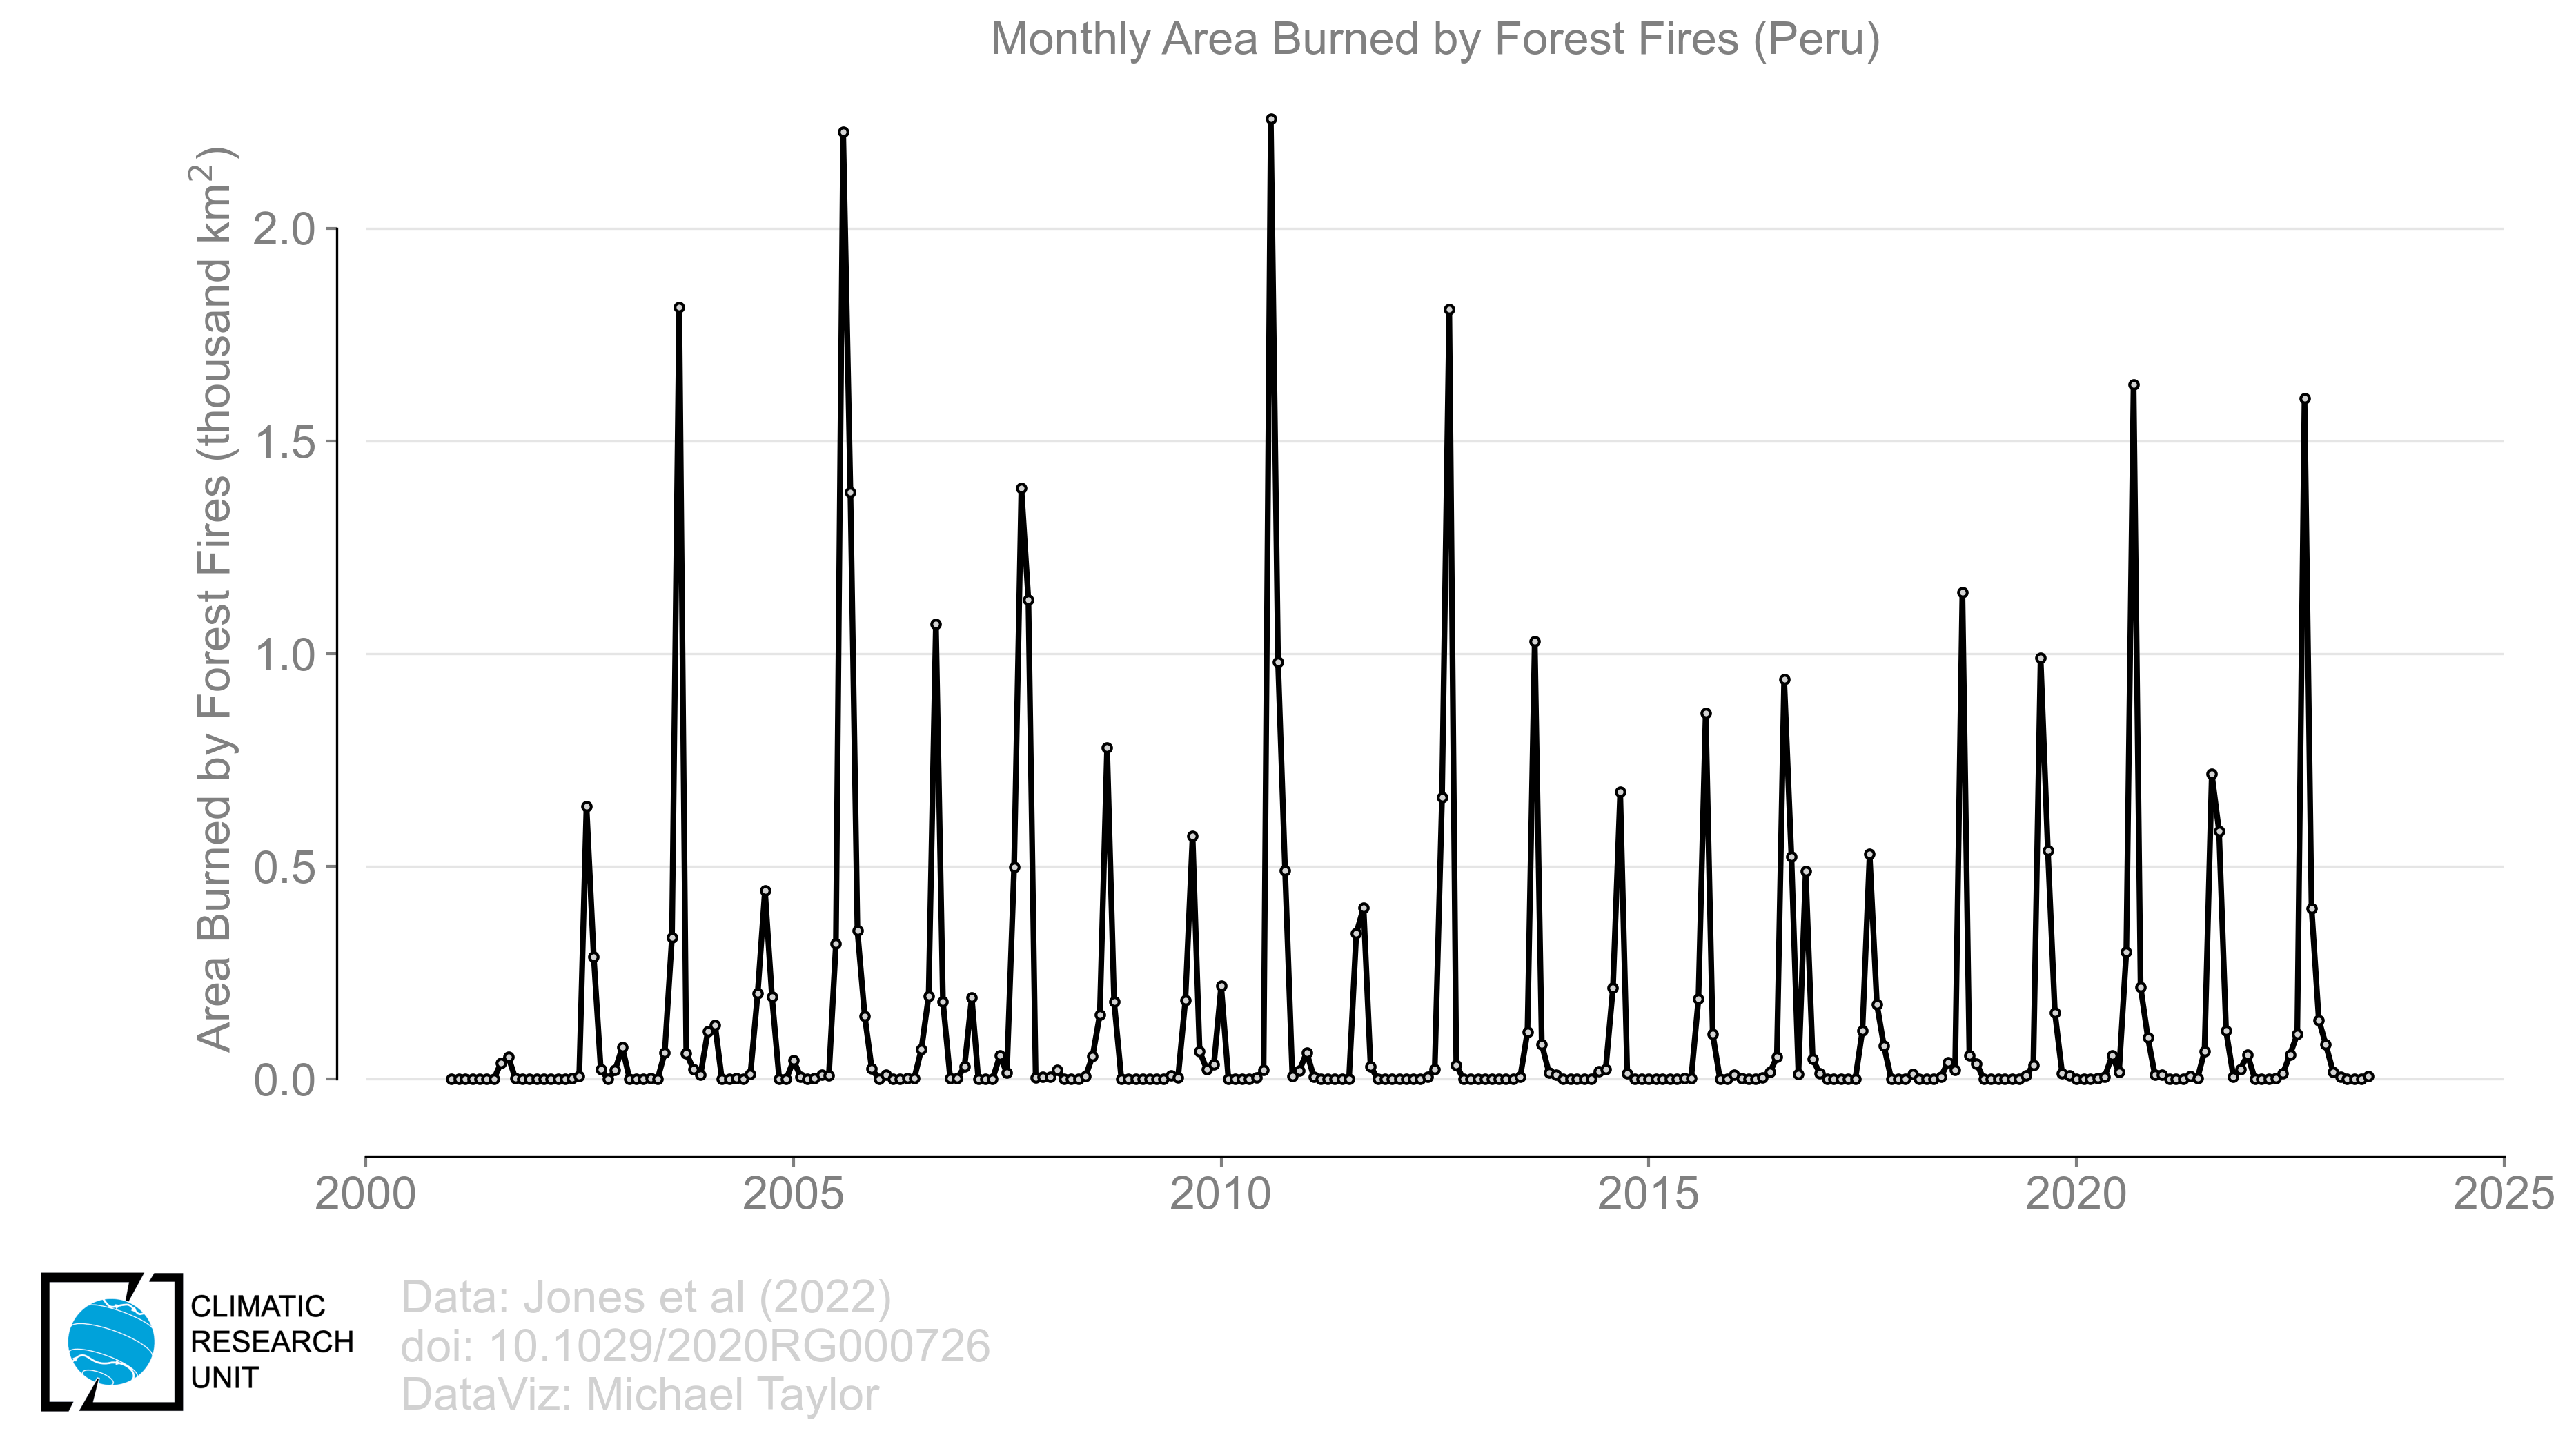 Monthly Area Burned by Forest Fires (Peru)
Area Burned by Forest Fires (thousand km²)
2.0
1.5
1.0
0.5
0.0
2000 2005 2010 2015 2020 2025
CLIMATIC
RESEARCH
UNIT
Data: Jones et al (2022)
doi: 10.1029/2020RG000726
DataViz: Michael Taylor